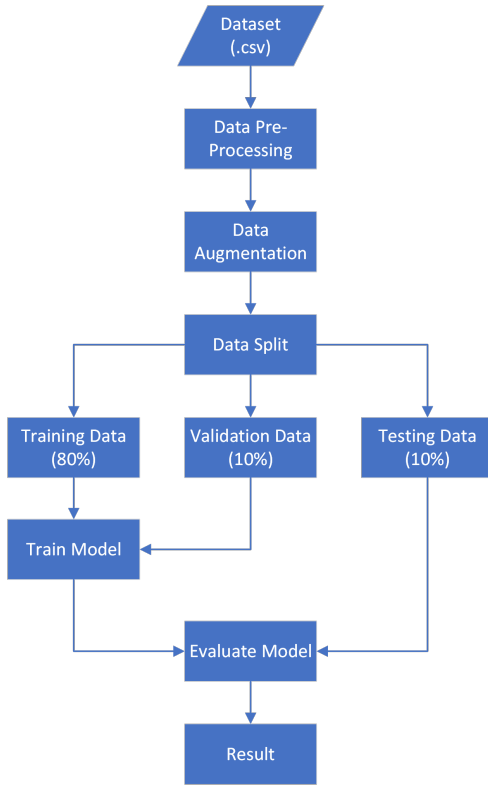 Dataset
(.csv)
Data Pre-
Processing
Data
Augmentation
Data Split
Training Data
(80%)
Validation Data
(10%)
Testing Data
(10%)
Train Model
Evaluate Model
Result